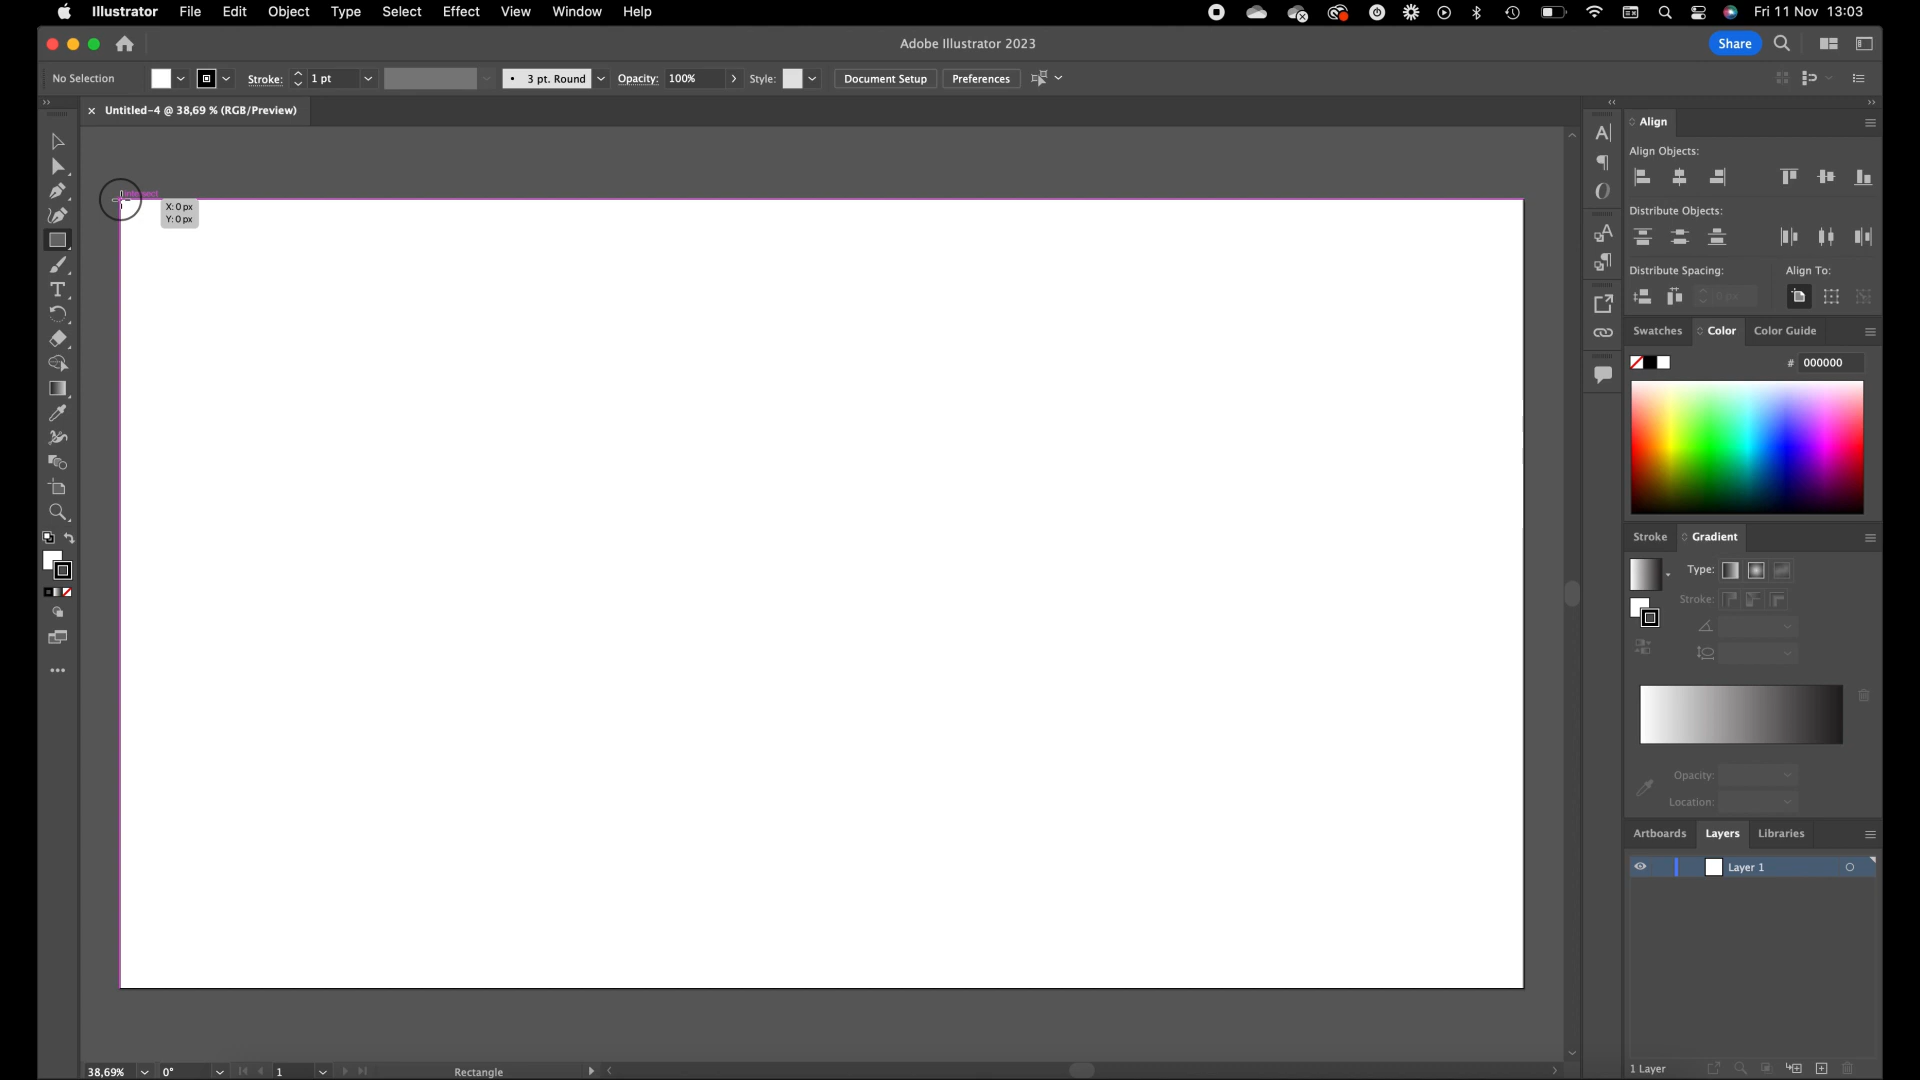 Illustrator File Edit Object Type Select Effect View Window Help
Fri 11 Nov 13:03
Adobe Illustrator 2023
Share
No Selection
Stroke:
1 pt
3 pt. Round
Opacity:
100%
Style:
Document Setup
Preferences
Untitled-4 @ 38,69 % (RGB/Preview)
intersect
X: 0 px
Y: 0 px
Align
Align Objects:
Distribute Objects:
Distribute Spacing:
Align To:
0 px
Swatches
Color
Color Guide
# 000000
Stroke
Gradient
Type:
Stroke:
Opacity:
Location:
Artboards
Layers
Libraries
Layer 1
1 Layer
38,69%
0°
1
Rectangle